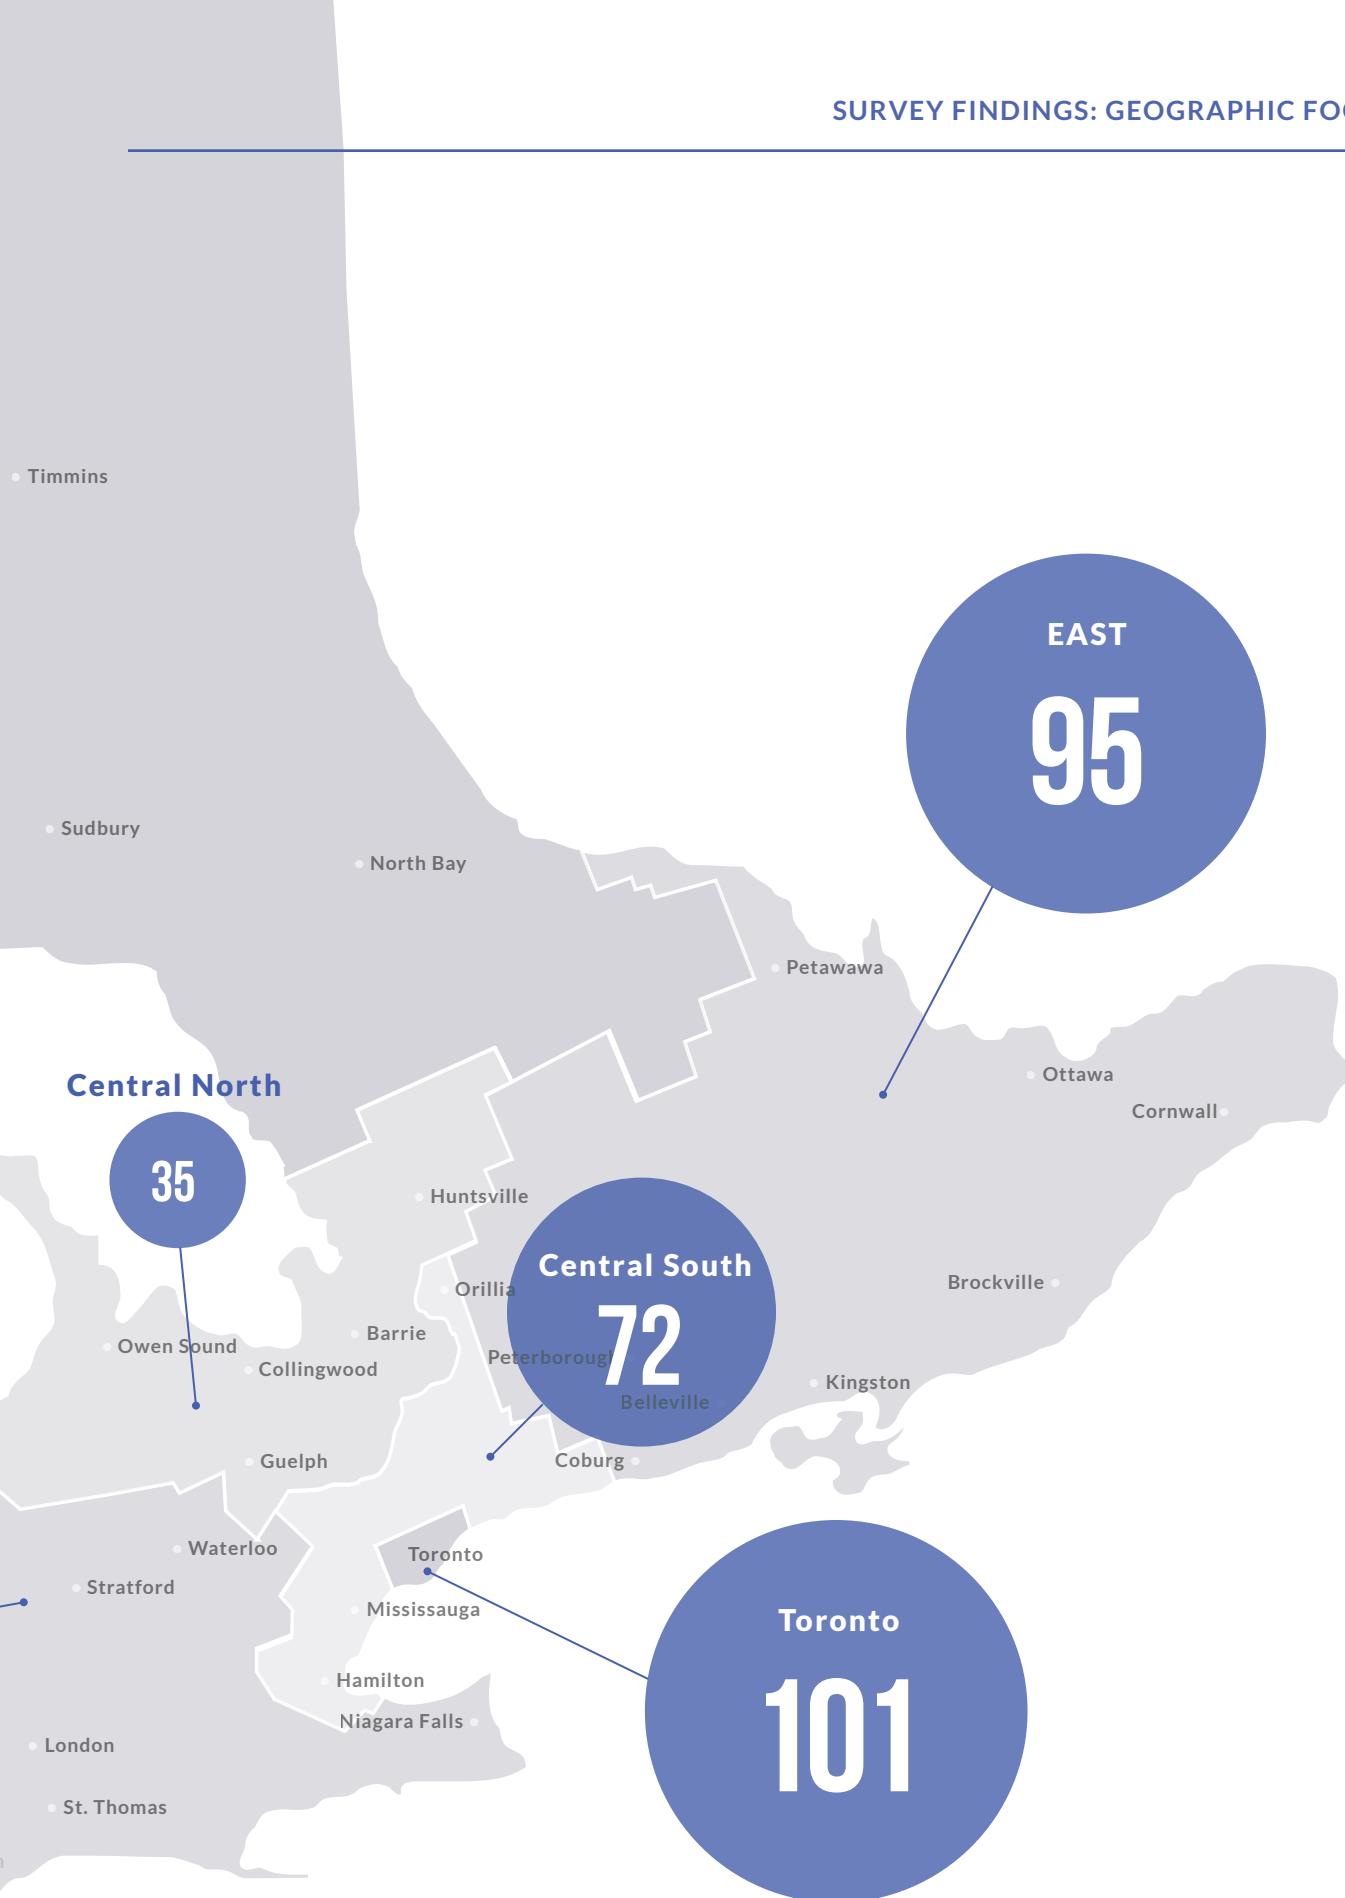 SURVEY FINDINGS: GEOGRAPHIC
Timmins
EAST
95
Sudbury
North Bay
Petawawa
Ottawa
Central North
Cornwall
35
Huntsville
Central South
Orillia
72
Brockville
Barrie
Owen Sound
Peterboroug
Collingwood
Kingston
Belleville
Guelph
Coburg
Waterloo
Toronto
Stratford
Mississauga
Toronto
101
Hamilton
Niagara Falls
London
St. Thomas